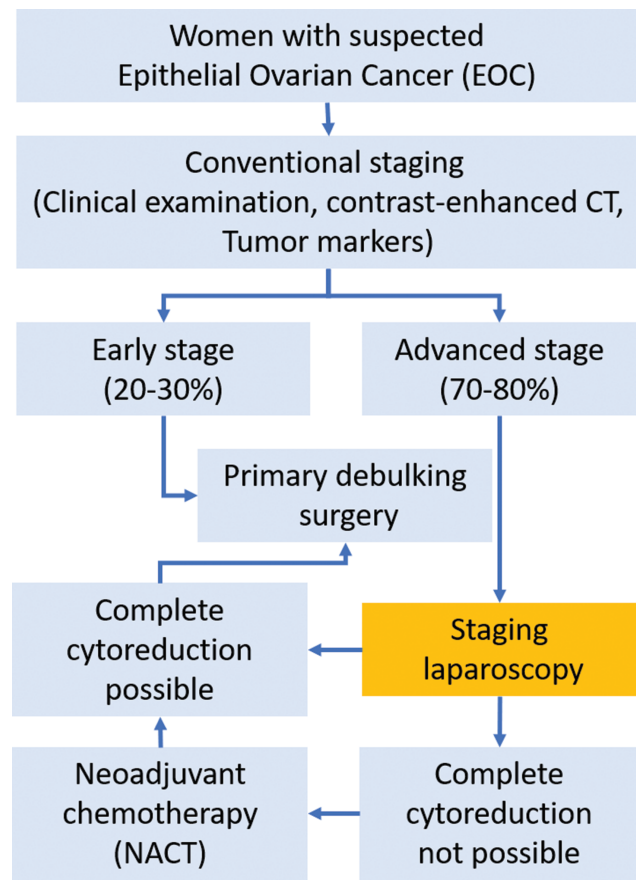 Women with suspected
Epithelial Ovarian Cancer (EOC)
Conventional staging
(Clinical examination, contrast-enhanced CT,
Tumor markers)
Early stage
(20-30%)
Advanced stage
(70-80%)
Primary debulking
surgery
Complete
cytoreduction
possible
Staging
laparoscopy
Neoadjuvant
chemotherapy
(NACT)
Complete
cytoreduction
not possible